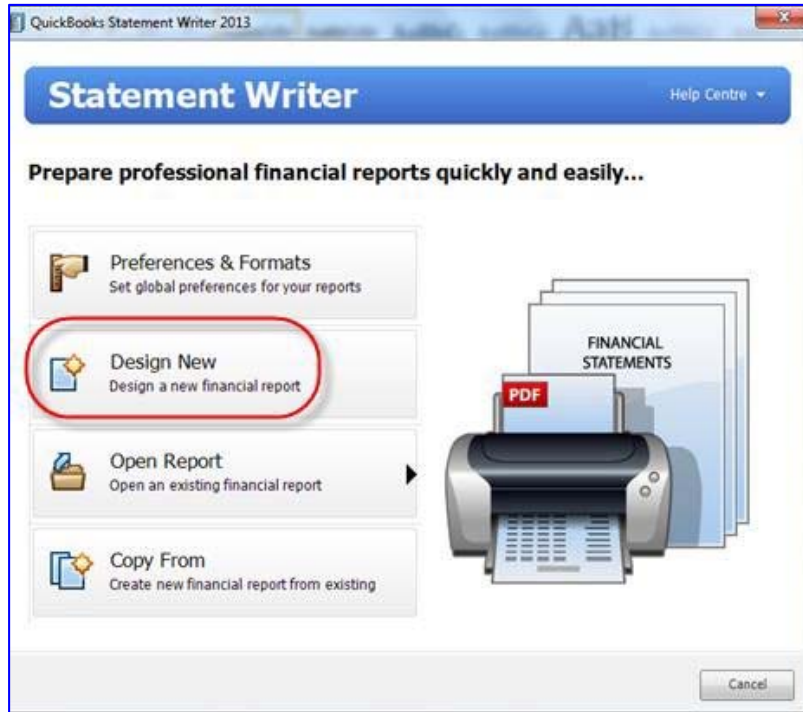 QuickBooks Statement Writer 2013
Statement Writer
Help Centre
Prepare professional financial reports quickly and easily...
Preferences & Formats
Set global preferences for your reports
Design New
Design a new financial report
Open Report
Open an existing financial report
Copy From
Create new financial report from existing
FINANCIAL
STATEMENTS
PDF
Cancel